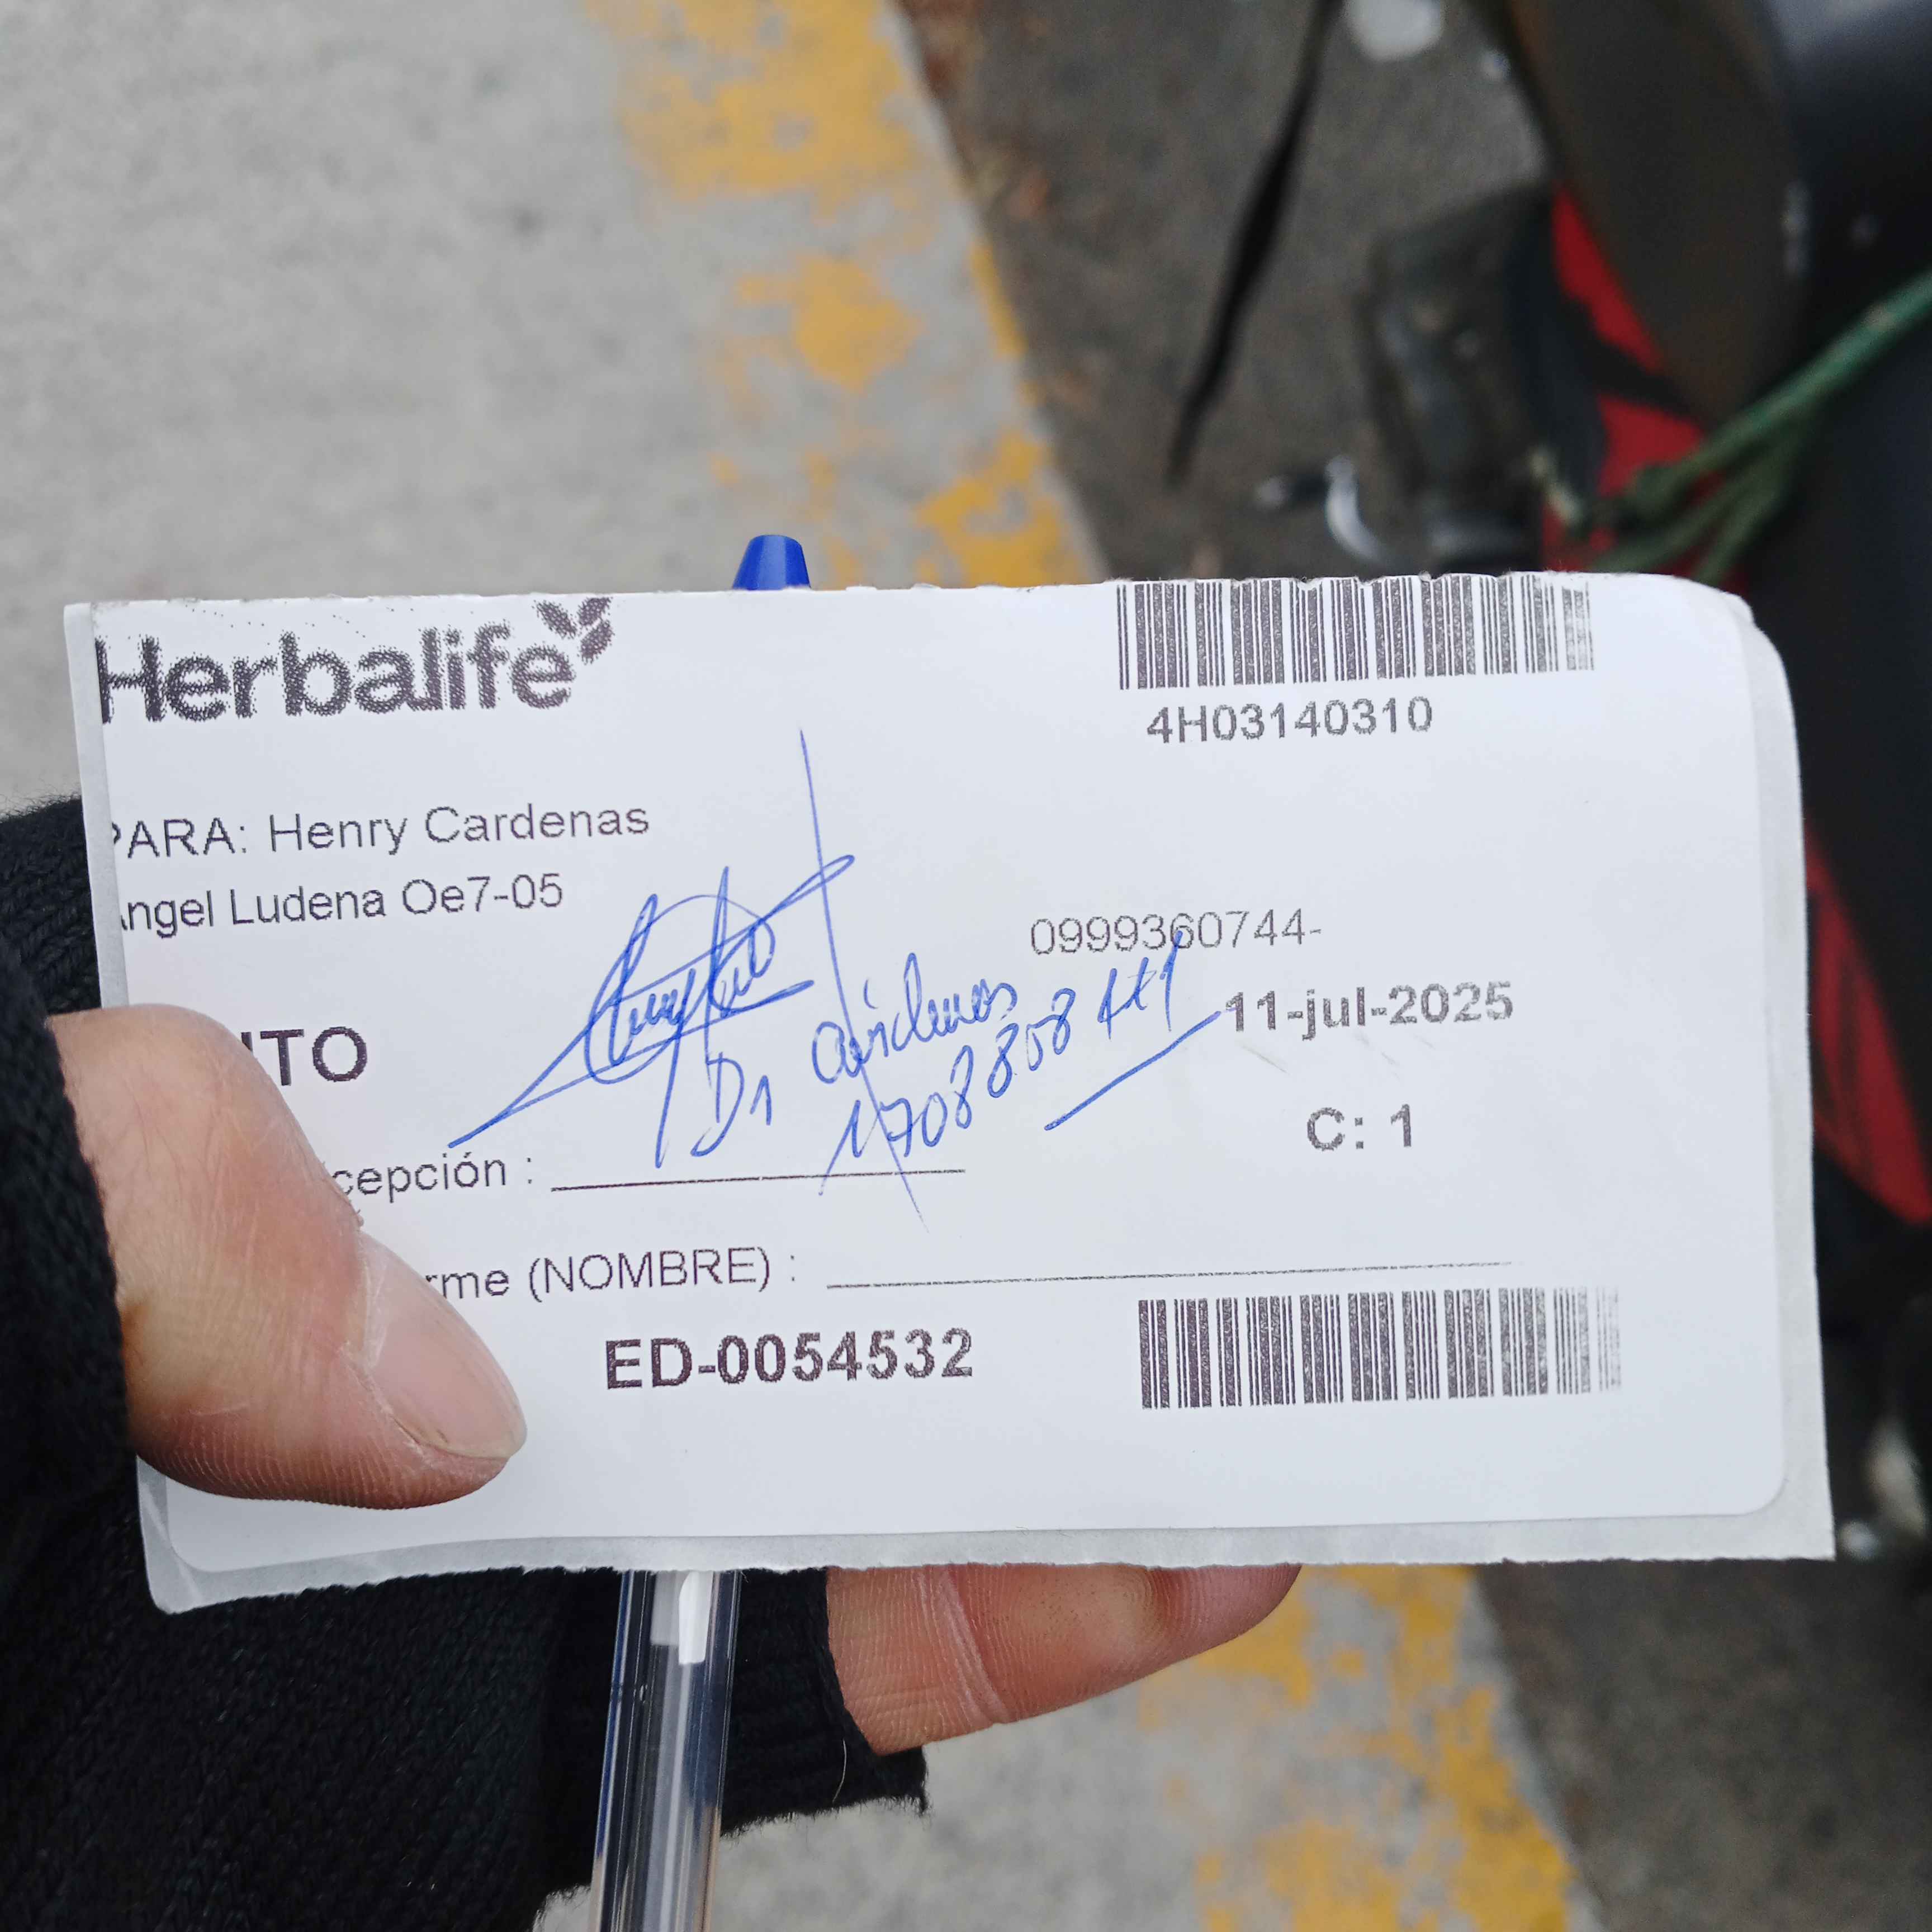 Herbalife
4H03140310
PARA: Henry Cardenas
Angel Ludena Oe7-05
0999360744-
11-jul-2025
ITO
C: 1
cepción :
rme (NOMBRE) :
ED-0054532